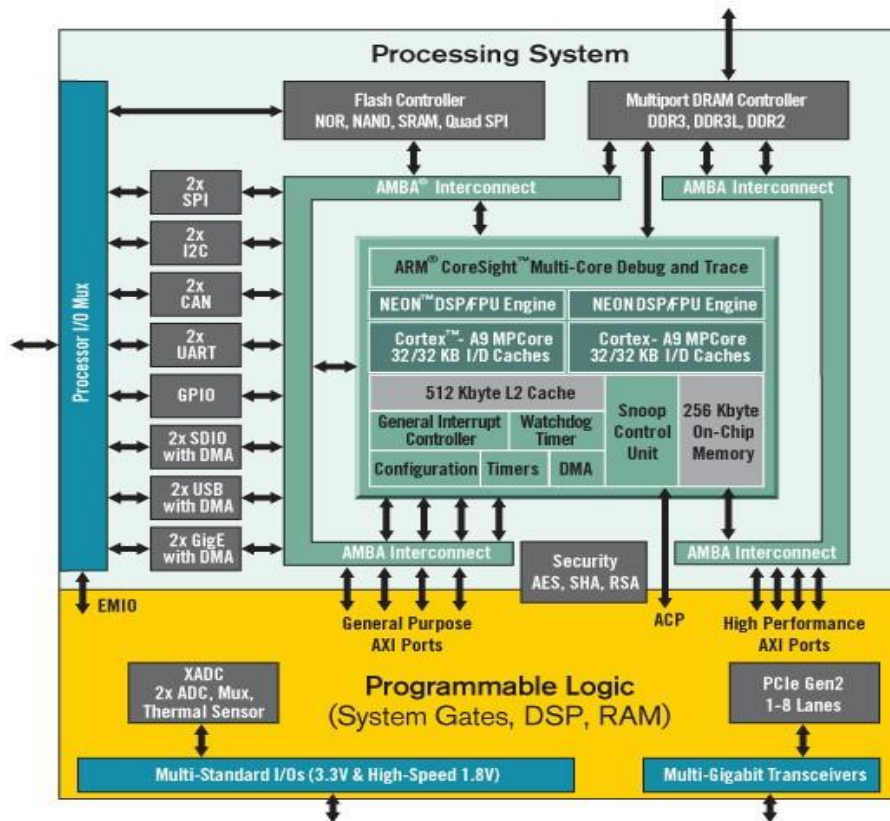 Processing System
Flash Controller
NOR, NAND, SRAM, Quad SPI
Multiport DRAM Controller
DDR3, DDR3L, DDR2
Processor I/O Mux
2x
SPI
2x
I2C
2x
CAN
2x
UART
GPIO
2x SDIO
with DMA
2x USB
with DMA
2x GigE
with DMA
AMBA® Interconnect
AMBA Interconnect
ARM® CoreSight™ Multi-Core Debug and Trace
NEON™ DSP/FPU Engine
NEON DSP/FPU Engine
Cortex™- A9 MPCore
32/32 KB I/D Caches
Cortex- A9 MPCore
32/32 KB I/D Caches
512 Kbyte L2 Cache
General Interrupt
Controller
Watchdog
Timer
Configuration
Timers
DMA
Snoop
Control
Unit
256 Kbyte
On-Chip
Memory
AMBA Interconnect
Security
AES, SHA, RSA
AMBA Interconnect
EMIO
General Purpose
AXI Ports
ACP
High Performance
AXI Ports
XADC
2x ADC, Mux,
Thermal Sensor
Programmable Logic
(System Gates, DSP, RAM)
PCIe Gen2
1-8 Lanes
Multi-Standard I/Os (3.3V & High-Speed 1.8V)
Multi-Gigabit Transceivers